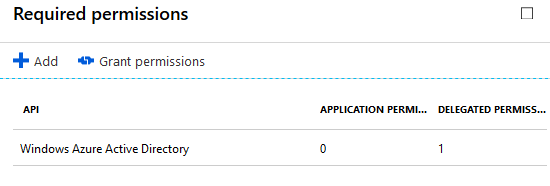 Required permissions
Add Grant permissions
API APPLICATION PERMI... DELEGATED PERMISS...
Windows Azure Active Directory 0 1